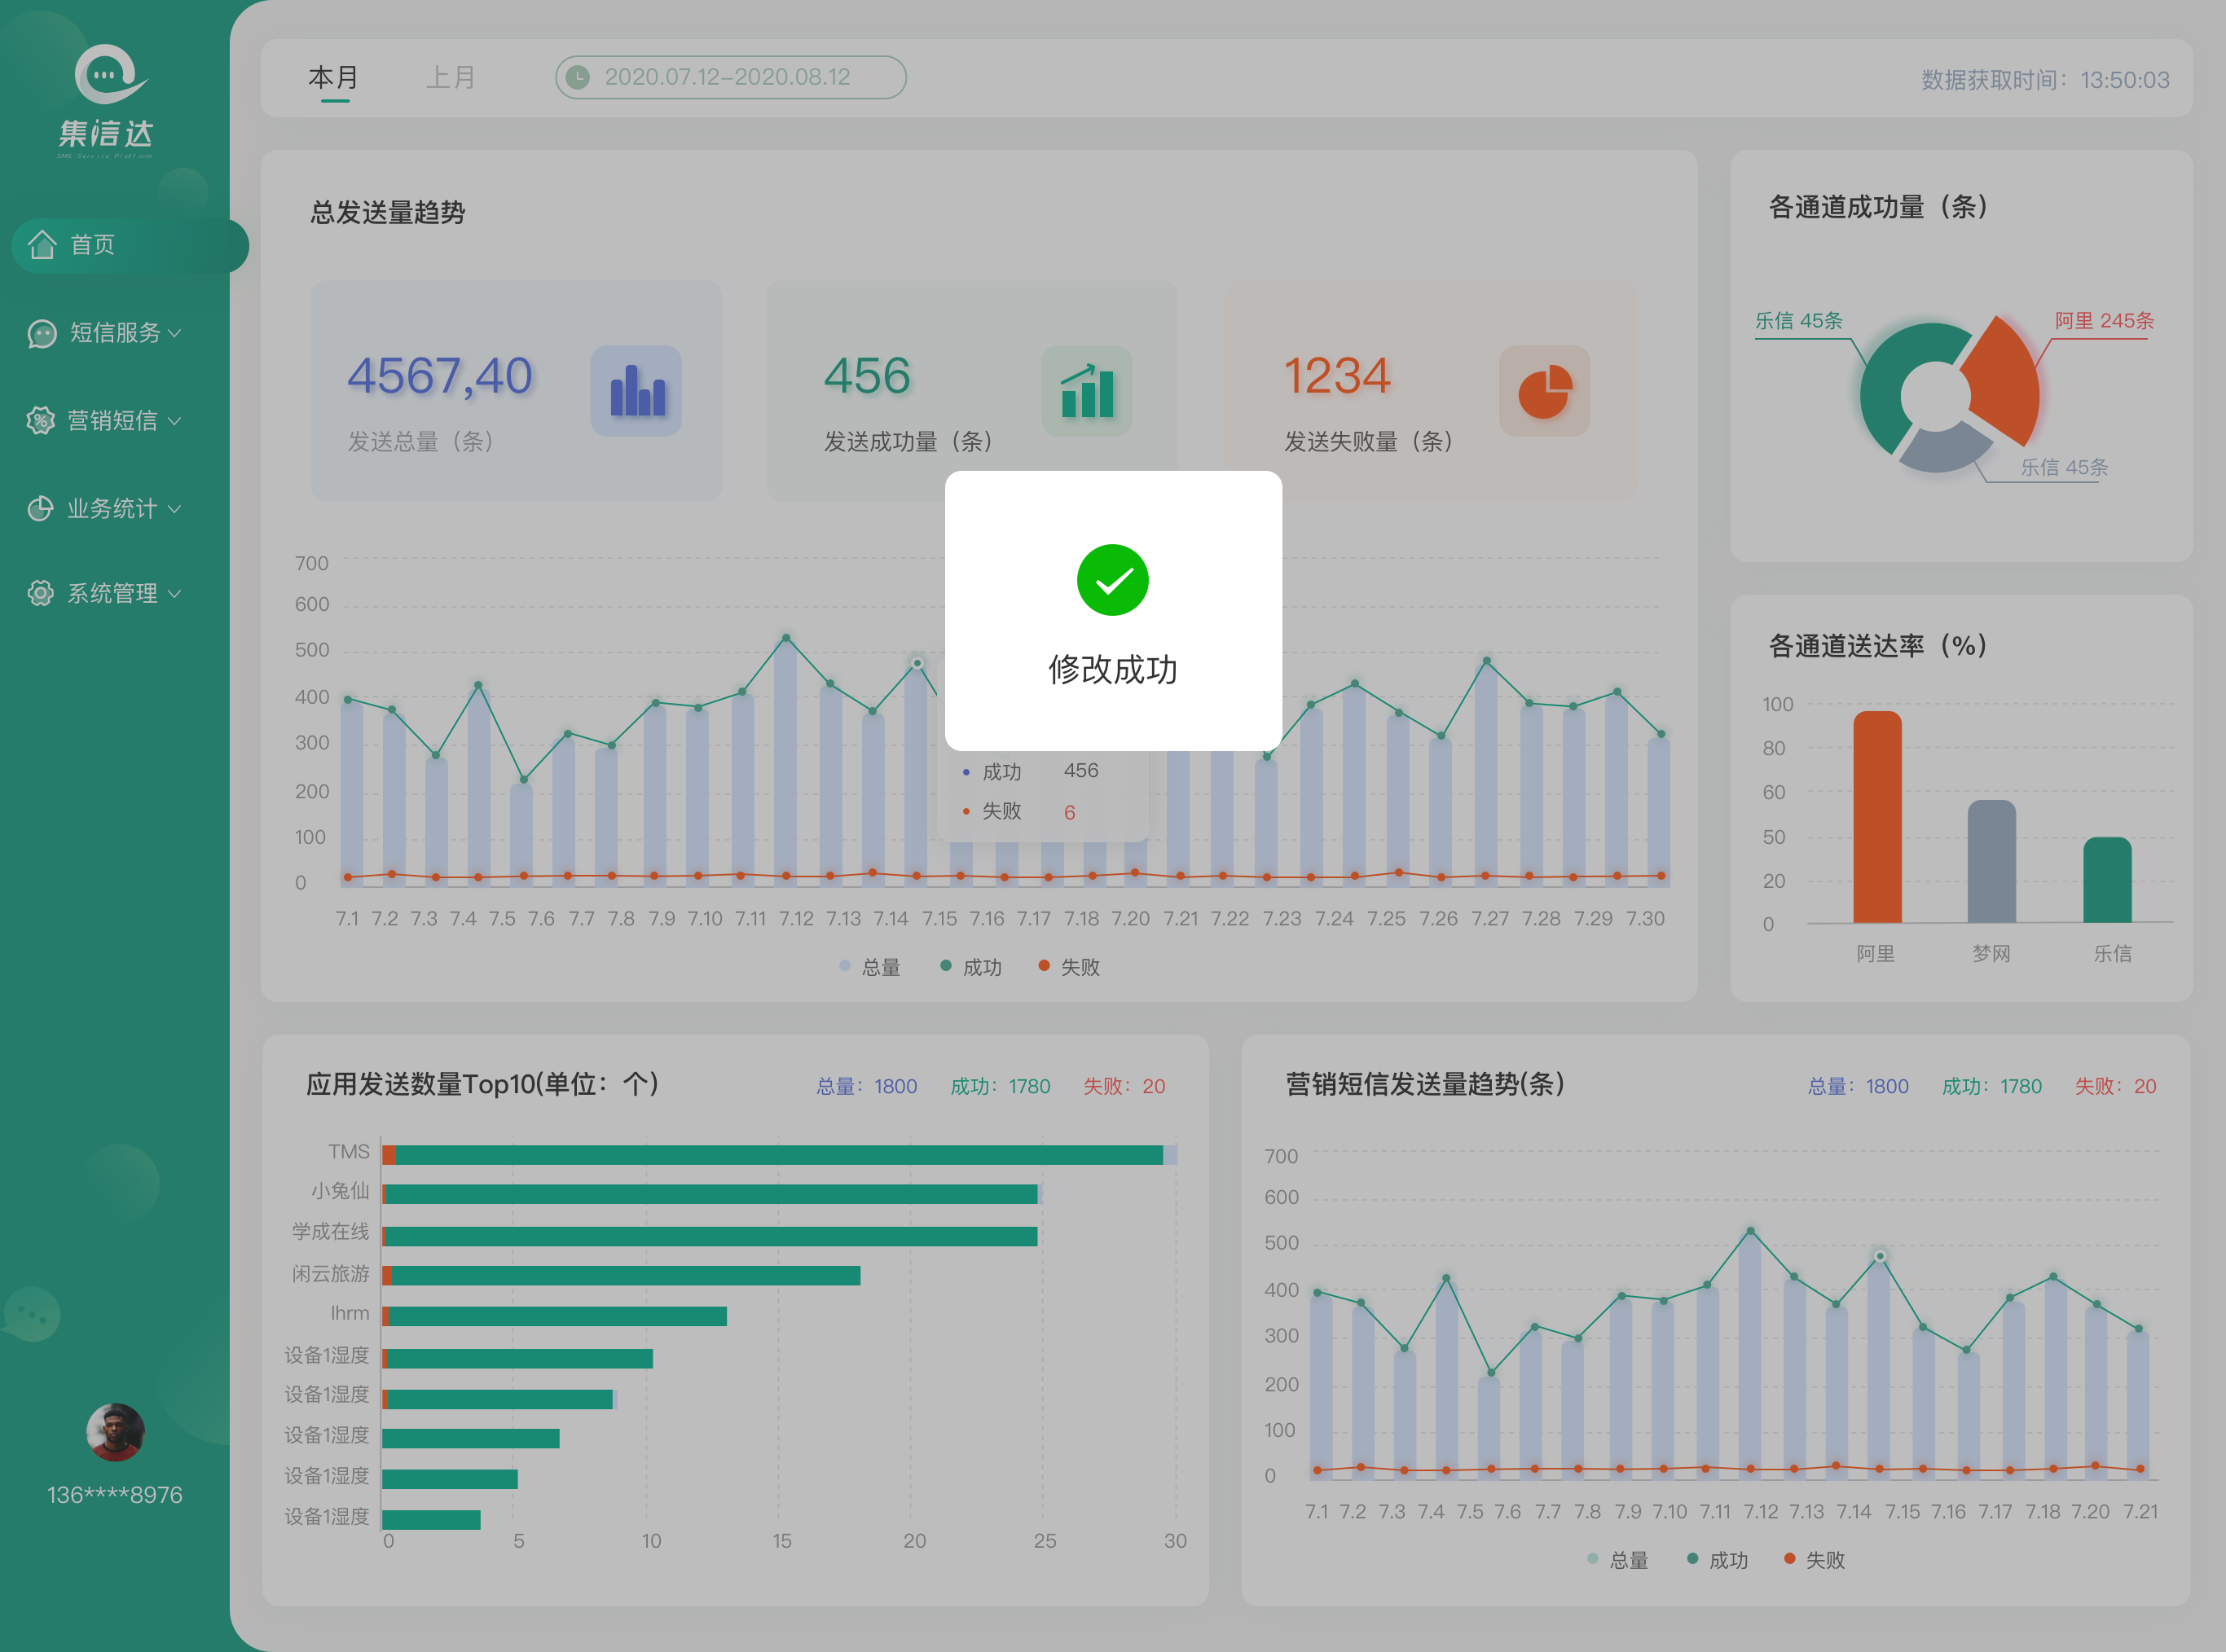 集信达
SMS Service Platform
首页
短信服务
营销短信
业务统计
系统管理
136****8976
本月
上月
2020.07.12-2020.08.12
数据获取时间：13:50:03
总发送量趋势
4567,40
发送总量（条）
456
发送成功量（条）
1234
发送失败量（条）
700
600
500
400
300
200
100
0
修改成功
成功 456
失败 6
7.1 7.2 7.3 7.4 7.5 7.6 7.7 7.8 7.9 7.10 7.11 7.12 7.13 7.14 7.15 7.16 7.17 7.18 7.20 7.21 7.22 7.23 7.24 7.25 7.26 7.27 7.28 7.29 7.30
总量 成功 失败
各通道成功量（条）
乐信 45条
阿里 245条
乐信 45条
各通道送达率（%）
100
80
60
50
20
0
阿里 梦网 乐信
应用发送数量Top10(单位：个)
总量：1800 成功：1780 失败：20
TMS
小兔仙
学成在线
闲云旅游
lhrm
设备1湿度
设备1湿度
设备1湿度
设备1湿度
设备1湿度
0 5 10 15 20 25 30
营销短信发送量趋势(条)
总量：1800 成功：1780 失败：20
700
600
500
400
300
200
100
0
7.1 7.2 7.3 7.4 7.5 7.6 7.7 7.8 7.9 7.10 7.11 7.12 7.13 7.14 7.15 7.16 7.17 7.18 7.20 7.21
总量 成功 失败